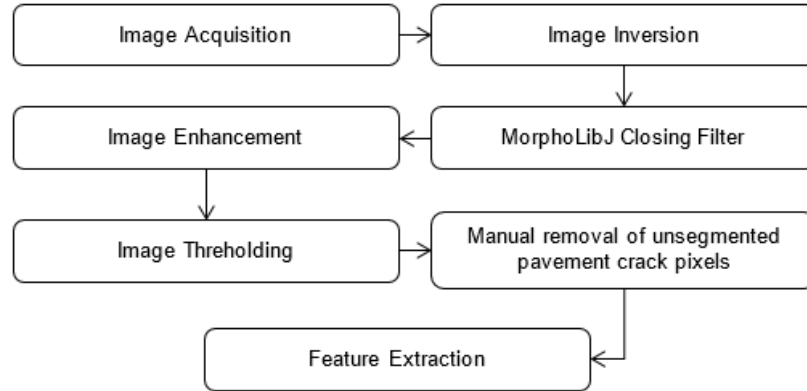 Image Acquisition
Image Inversion
MorphoLibJ Closing Filter
Image Enhancement
Image Threholding
Manual removal of unsegmented
pavement crack pixels
Feature Extraction